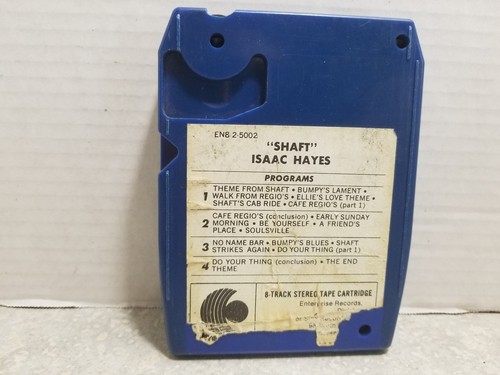 ENB 2-5002
"SHAFT"
ISAAC HAYES
PROGRAMS
1 THEME FROM SHAFT • BUMPY'S LAMENT •
WALK FROM REGIO'S • ELLIE'S LOVE THEME •
SHAFT'S CAB RIDE • CAFE REGIO'S (part 1)
2 CAFE REGIO'S (conclusion) • EARLY SUNDAY
MORNING • BE YOURSELF • A FRIEND'S
PLACE • SOULSVILLE
3 NO NAME BAR • BUMPY'S BLUES • SHAFT
STRIKES AGAIN • DO YOUR THING (part 1)
4 DO YOUR THING (conclusion) • THE END
THEME
8-TRACK STEREO TAPE CARTRIDGE
Enterprise Records,